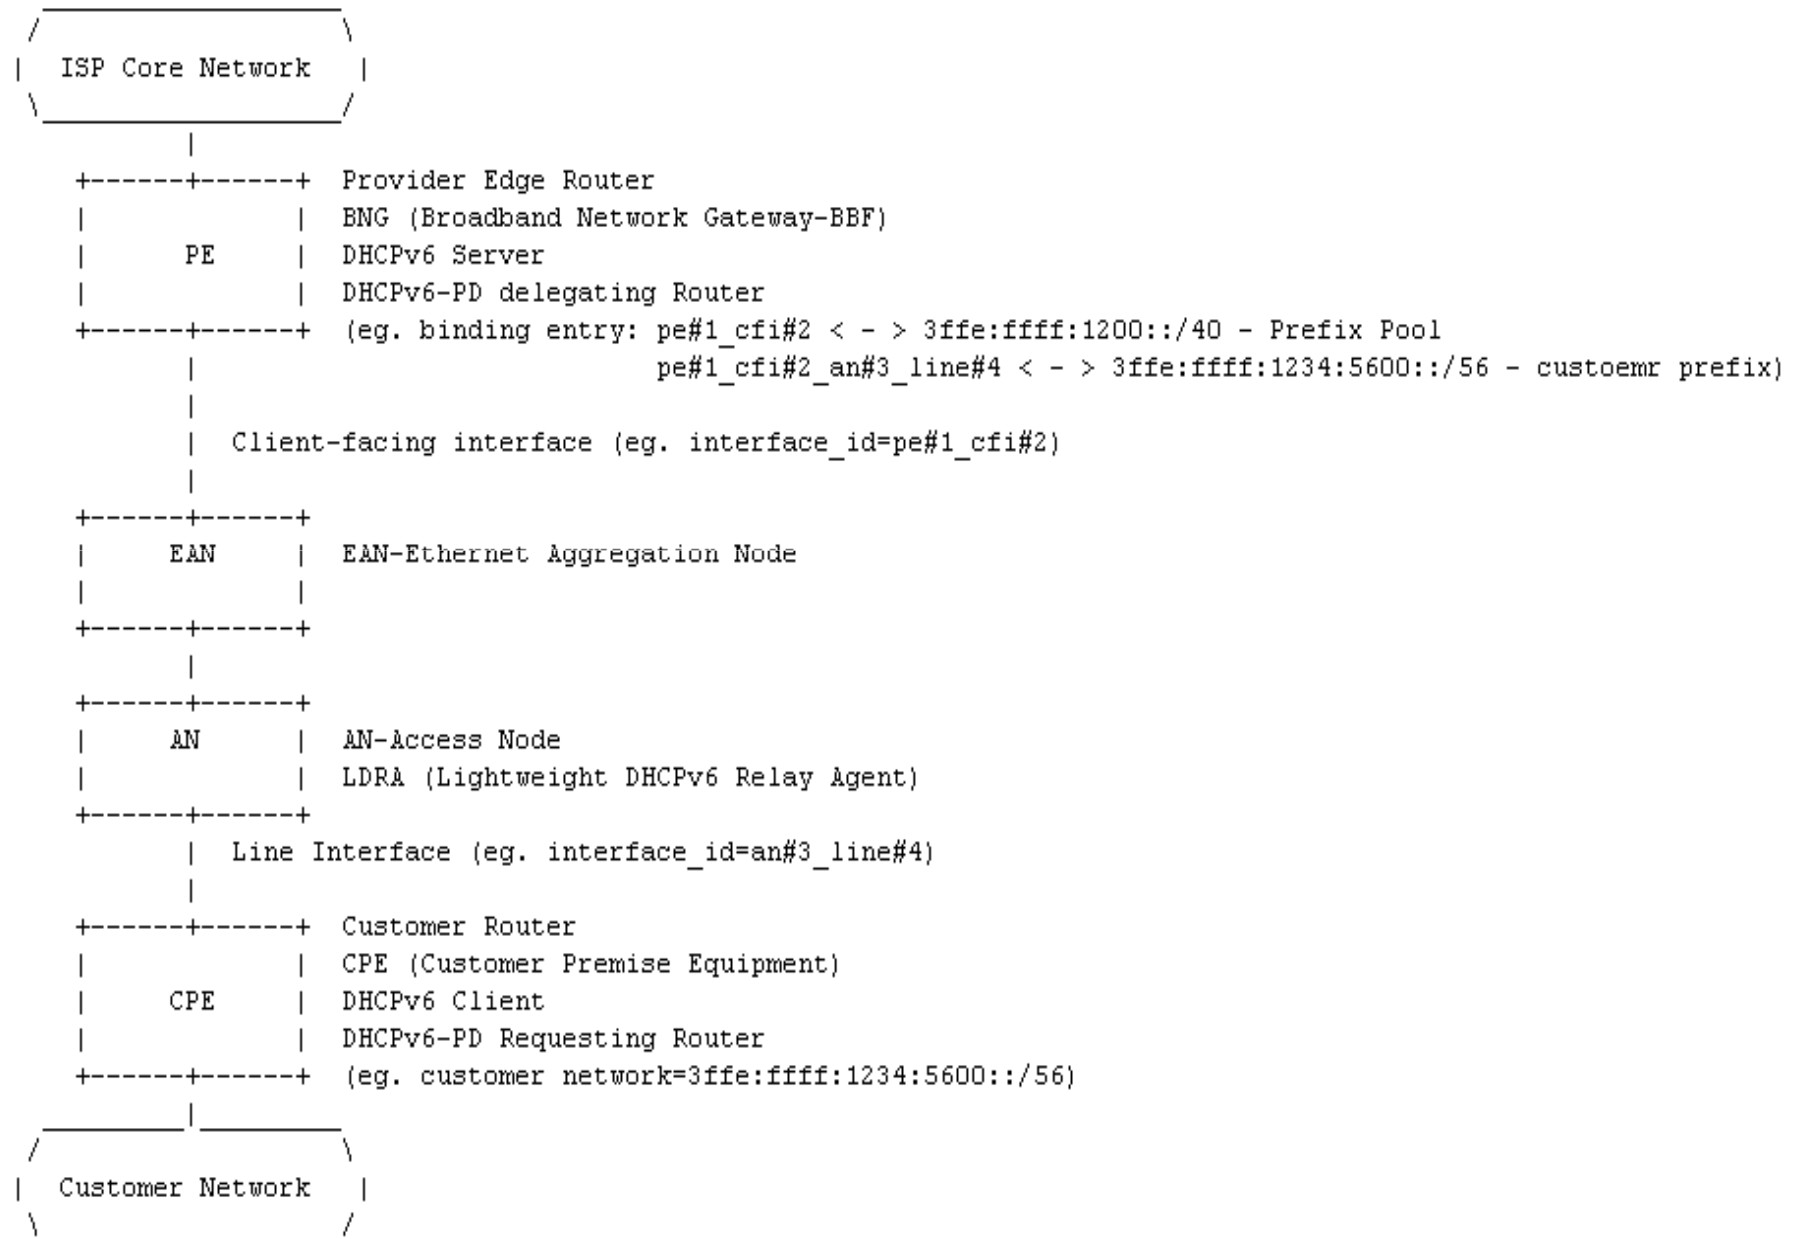 ISP Core Network
Provider Edge Router
BNG (Broadband Network Gateway-BBF)
PE DHCPv6 Server
DHCPv6-PD delegating Router
(eg. binding entry: pe#1_cfi#2 < - > 3ffe:ffff:1200::/40 - Prefix Pool
pe#1_cfi#2_an#3_line#4 < - > 3ffe:ffff:1234:5600::/56 - custoemr prefix)
Client-facing interface (eg. interface_id=pe#1_cfi#2)
EAN EAN-Ethernet Aggregation Node
AN AN-Access Node
LDRA (Lightweight DHCPv6 Relay Agent)
Line Interface (eg. interface_id=an#3_line#4)
Customer Router
CPE (Customer Premise Equipment)
CPE DHCPv6 Client
DHCPv6-PD Requesting Router
(eg. customer network=3ffe:ffff:1234:5600::/56)
Customer Network